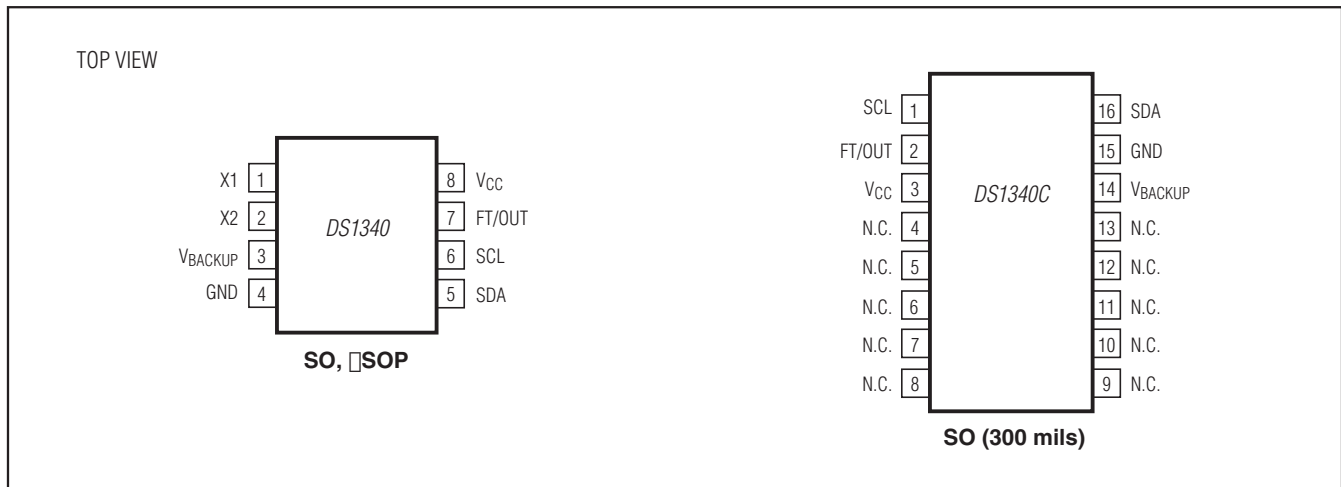 TOP VIEW
X1 1
X2 2
VBACKUP 3
GND 4
DS1340
8 VCC
7 FT/OUT
6 SCL
5 SDA
SO, □SOP
SCL 1
FT/OUT 2
VCC 3
N.C. 4
N.C. 5
N.C. 6
N.C. 7
N.C. 8
DS1340C
16 SDA
15 GND
14 VBACKUP
13 N.C.
12 N.C.
11 N.C.
10 N.C.
9 N.C.
SO (300 mils)